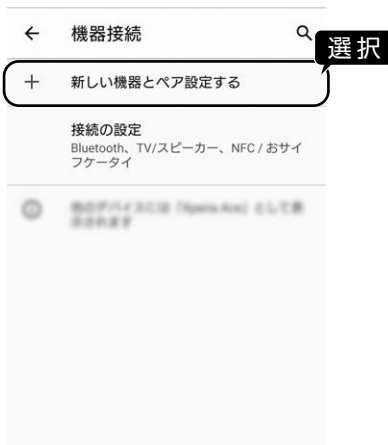 機器接続
選択
新しい機器とペア設定する
接続の設定
Bluetooth、TV/スピーカー、NFC / おサイ
フケータイ